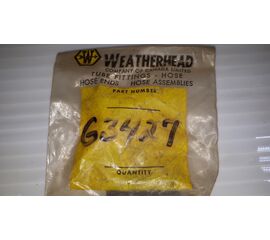 WEATHERHEAD
COMPANY OF CANADA LIMITED
TUBE FITTINGS - HOSE
HOSE ENDS - HOSE ASSEMBLIES
PART NUMBER
G3427
QUANTITY